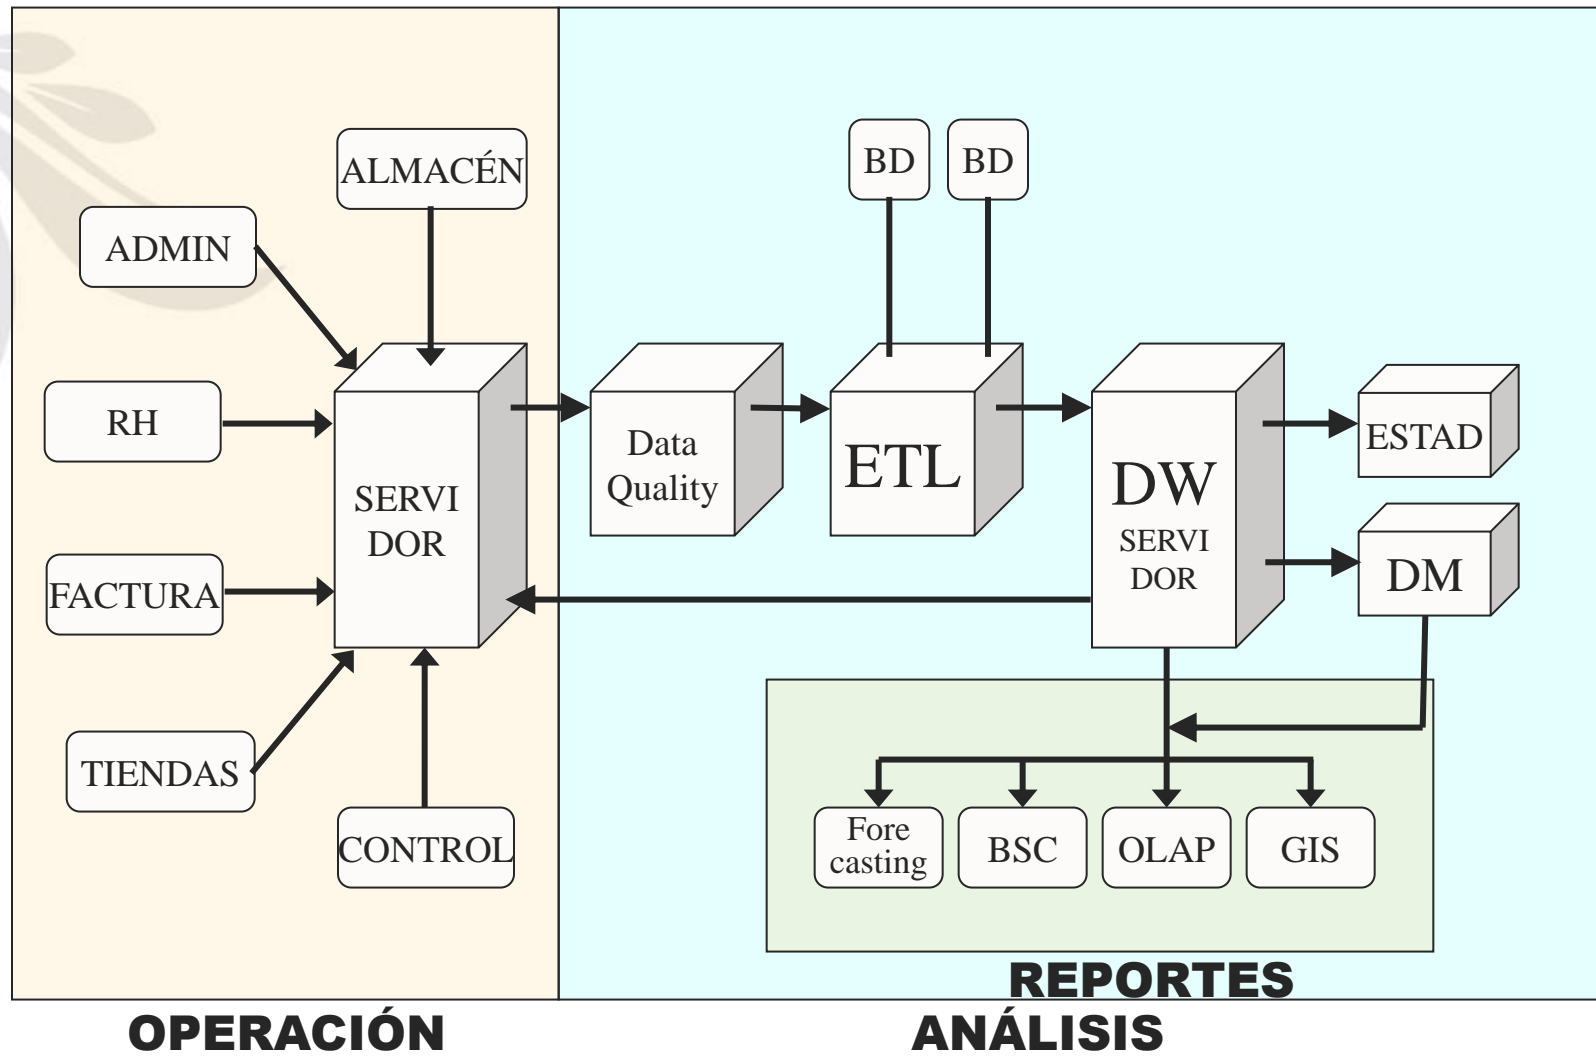 ALMACÉN
BD
BD
ADMIN
RH
FACTURA
TIENDAS
CONTROL
SERVI
DOR
Data
Quality
ETL
DW
SERVI
DOR
ESTAD
DM
Fore
casting
BSC
OLAP
GIS
REPORTES
OPERACIÓN
ANÁLISIS